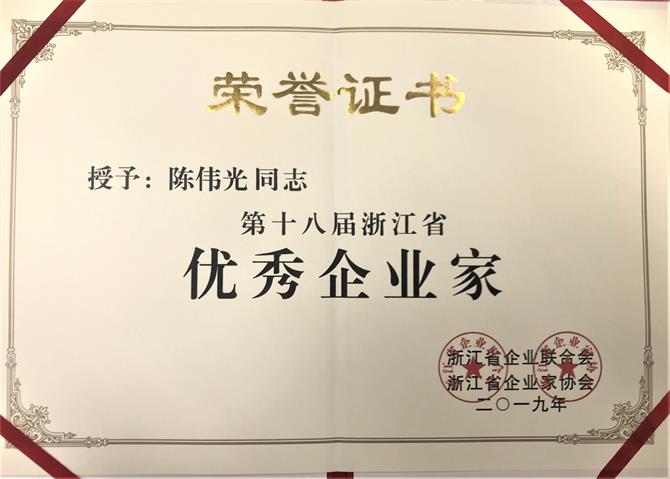 荣誉证书
授予：陈伟光同志
第十八届浙江省
优秀企业家
浙江省企业联合会
浙江省企业家协会
二〇一九年